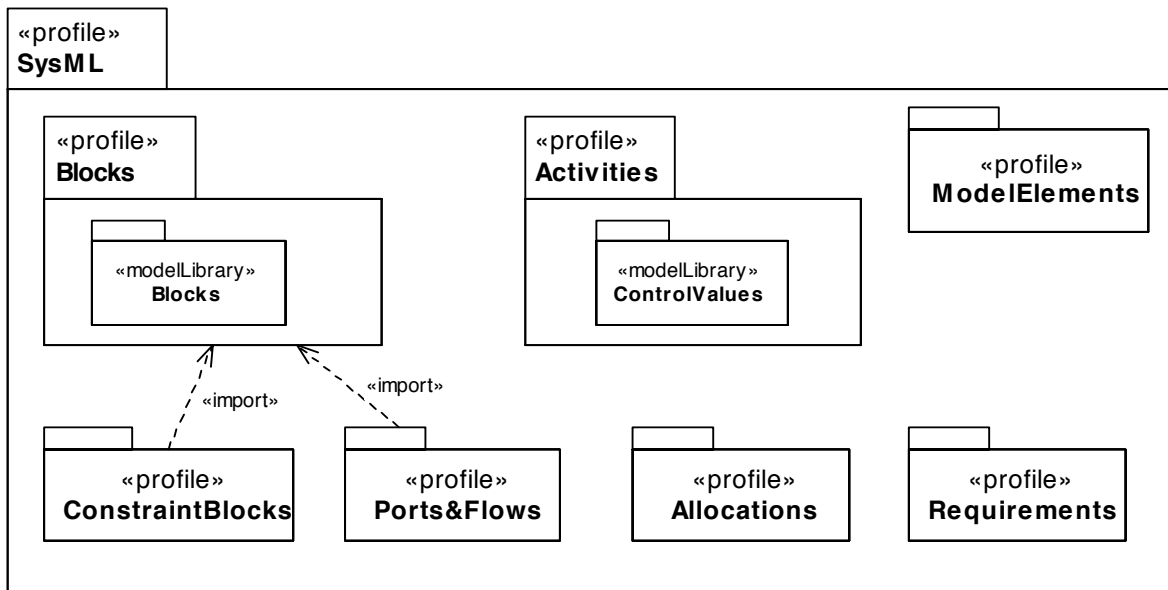 «profile»
SysML
«profile»
Blocks
«modelLibrary»
Blocks
«profile»
Activities
«modelLibrary»
ControlValues
«profile»
ModelElements
«import»
«import»
«profile»
ConstraintBlocks
«profile»
Ports&Flows
«profile»
Allocations
«profile»
Requirements